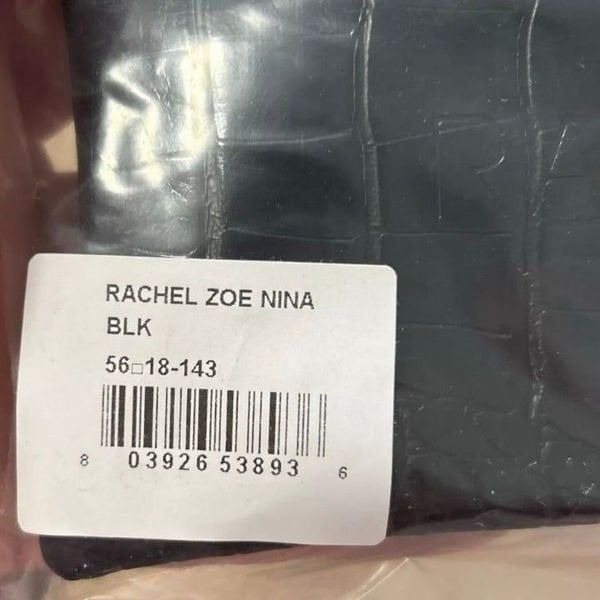 RACHEL ZOE NINA
BLK
56□18-143
8 03926 53893 6